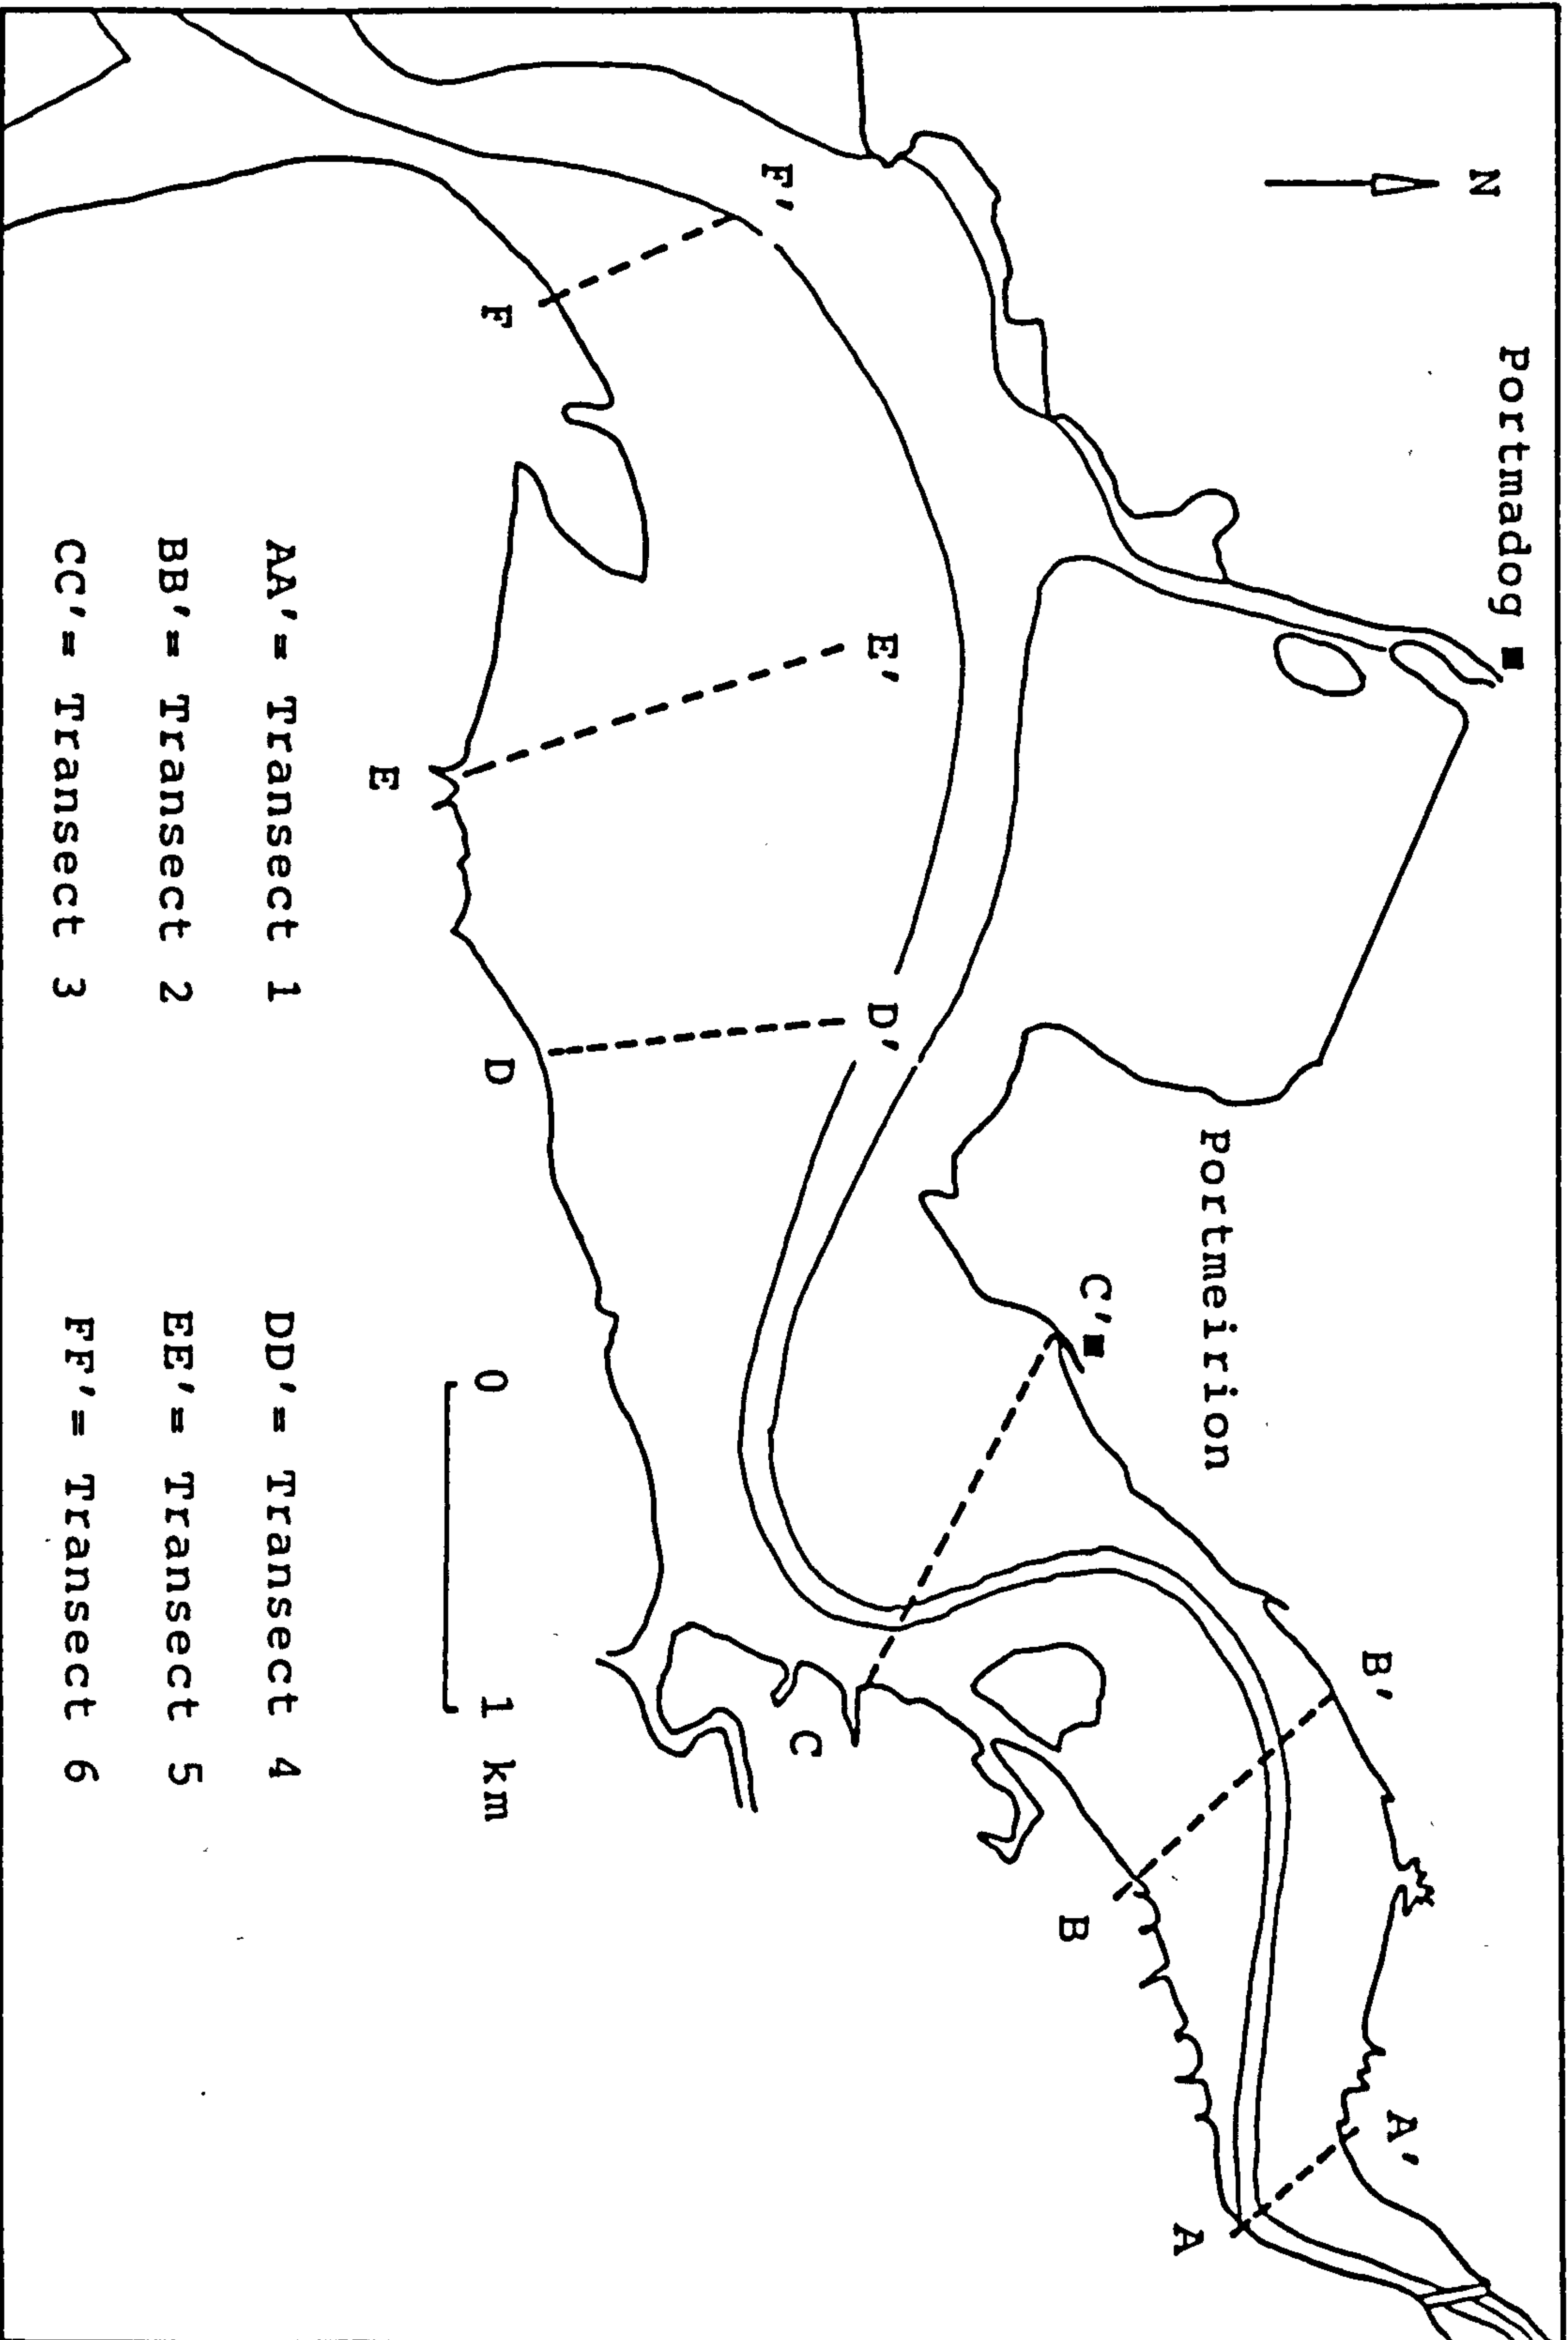 N
Portmadog
Portmeirion
A'
B'
C'
D'
E'
F'
A
B
C
D
E
F
0 1 km
AA'= Transect 1
BB'= Transect 2
CC'= Transect 3
DD'= Transect 4
EE'= Transect 5
FF'= Transect 6